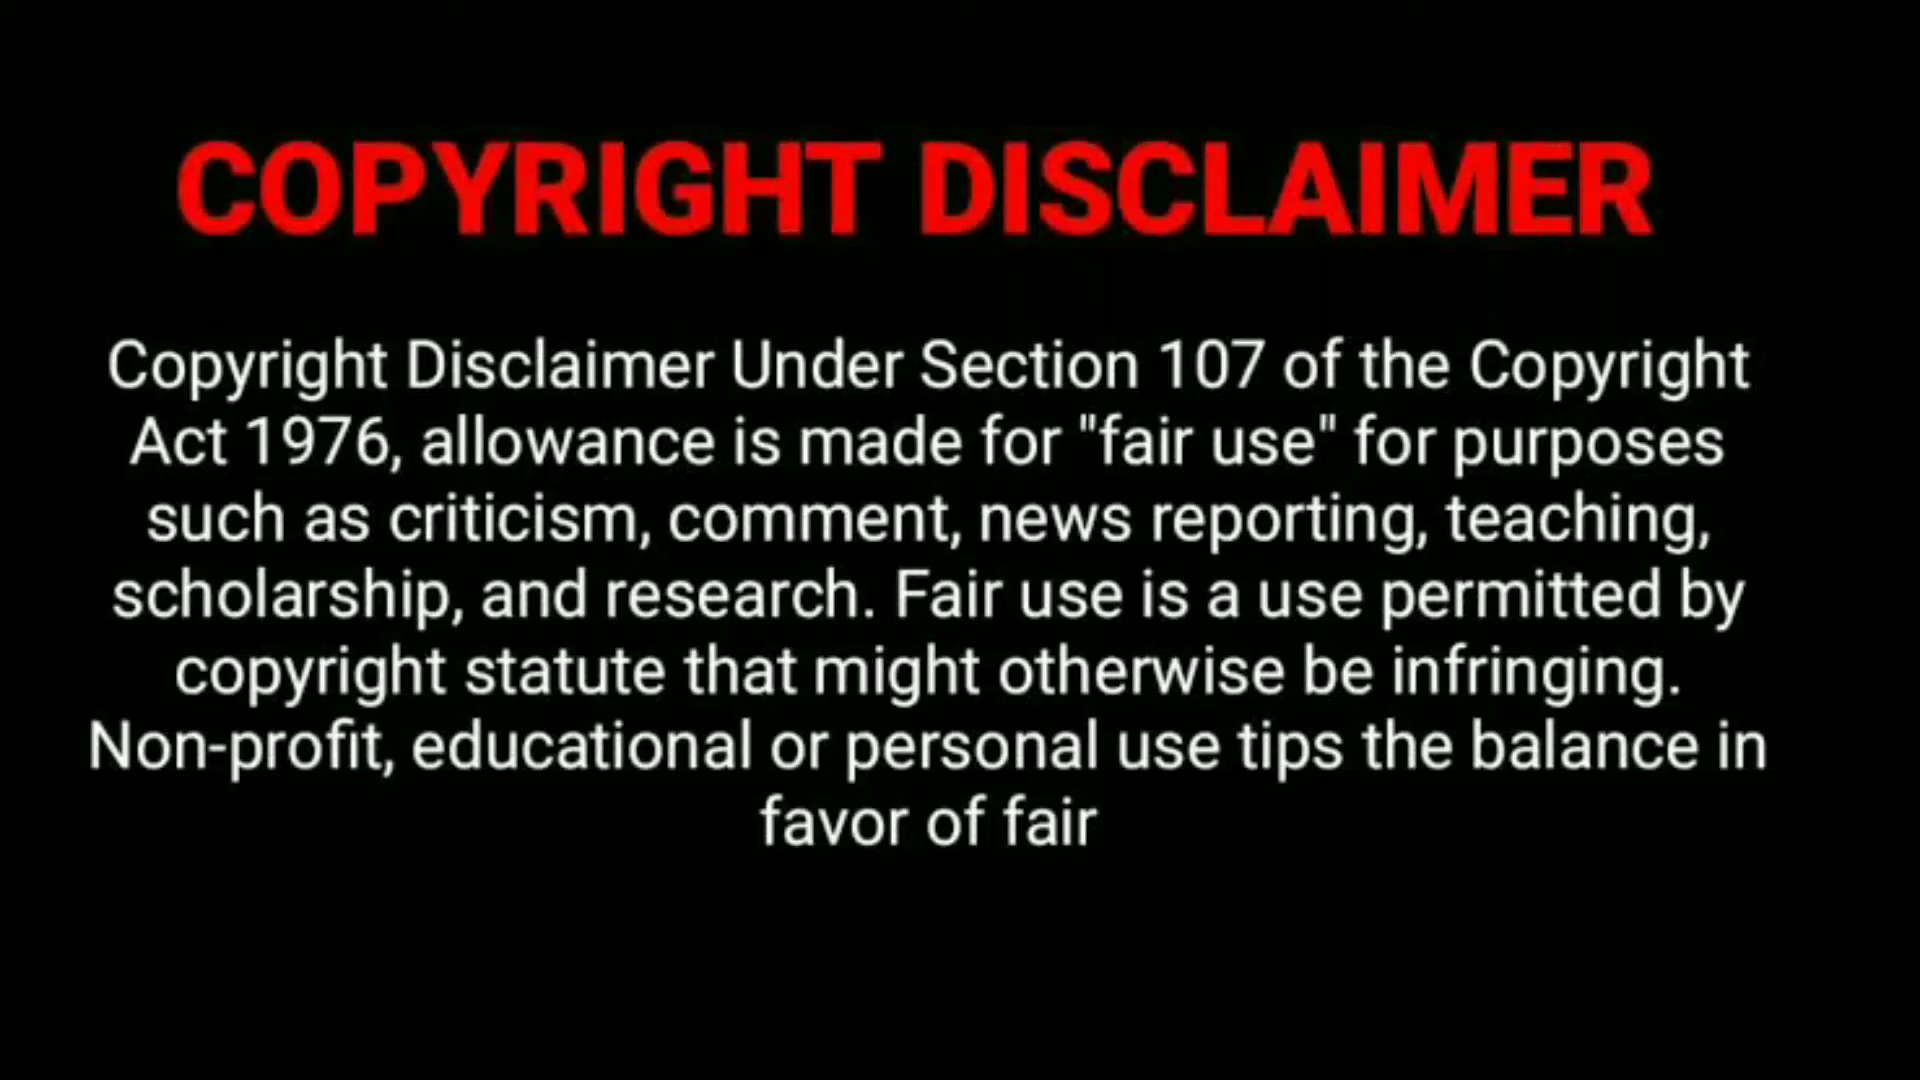 COPYRIGHT DISCLAIMER
Copyright Disclaimer Under Section 107 of the Copyright
Act 1976, allowance is made for "fair use" for purposes
such as criticism, comment, news reporting, teaching,
scholarship, and research. Fair use is a use permitted by
copyright statute that might otherwise be infringing.
Non-profit, educational or personal use tips the balance in
favor of fair